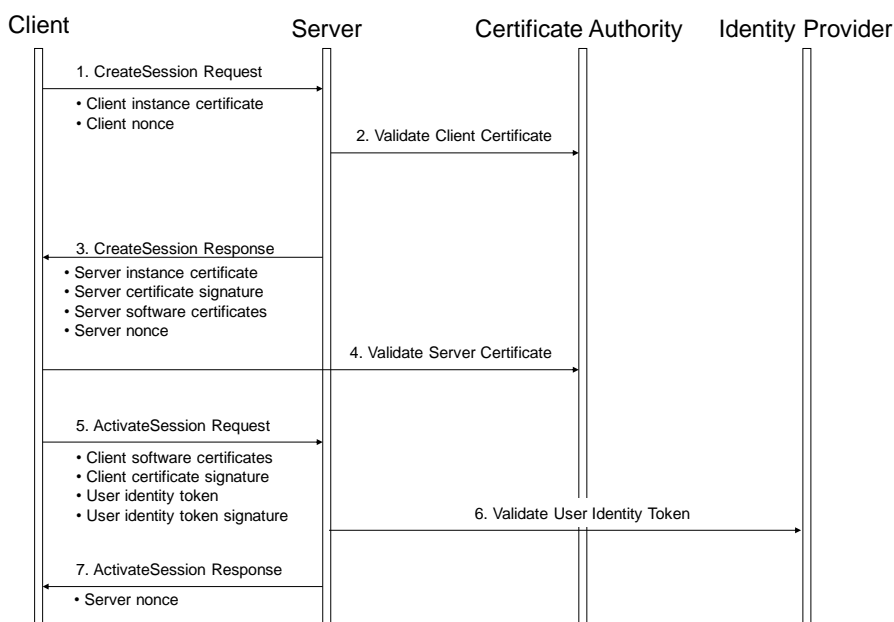 Client
Server
Certificate Authority
Identity Provider
1. CreateSession Request
• Client instance certificate
• Client nonce
2. Validate Client Certificate
3. CreateSession Response
• Server instance certificate
• Server certificate signature
• Server software certificates
• Server nonce
4. Validate Server Certificate
5. ActivateSession Request
• Client software certificates
• Client certificate signature
• User identity token
• User identity token signature
6. Validate User Identity Token
7. ActivateSession Response
• Server nonce